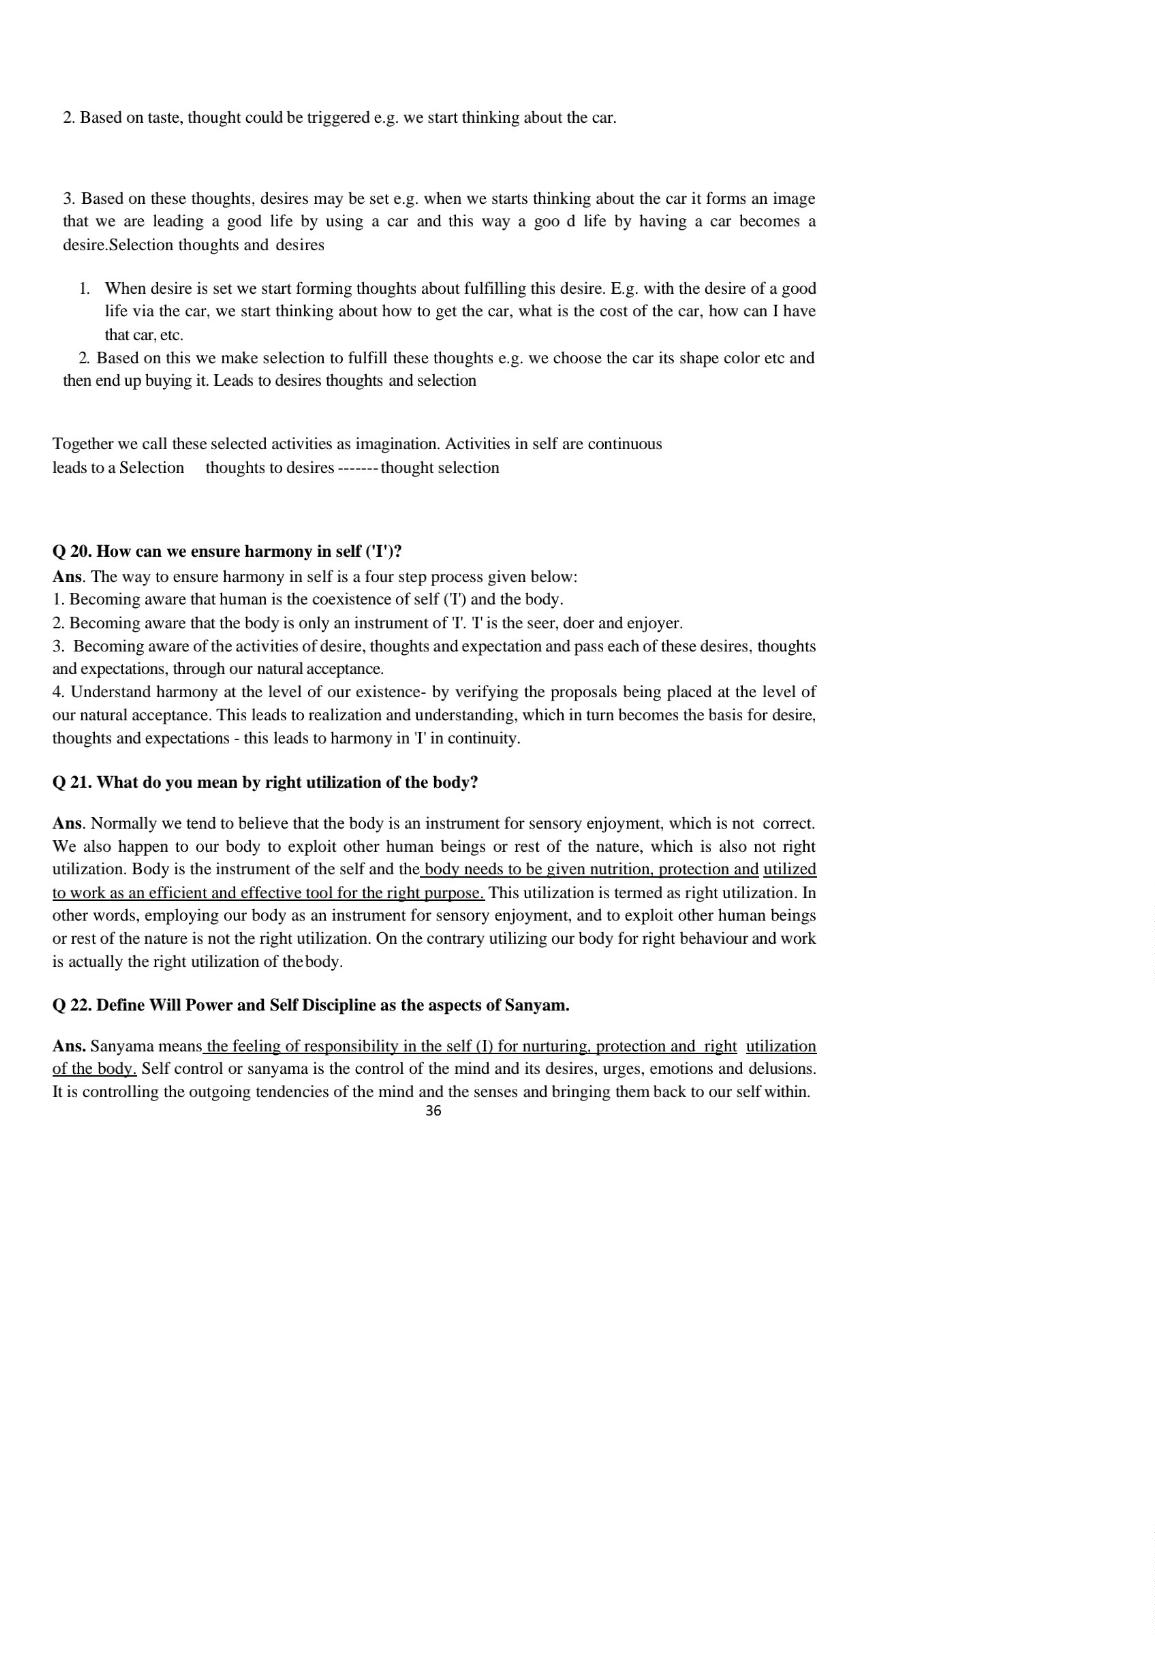 2. Based on taste, thought could be triggered e.g. we start thinking about the car.
3. Based on these thoughts, desires may be set e.g. when we starts thinking about the car it forms an image
that we are leading a good life by using a car and this way a goo d life by having a car becomes a
desire.Selection thoughts and desires
1. When desire is set we start forming thoughts about fulfilling this desire. E.g. with the desire of a good
life via the car, we start thinking about how to get the car, what is the cost of the car, how can I have
that car, etc.
2. Based on this we make selection to fulfill these thoughts e.g. we choose the car its shape color etc and
then end up buying it. Leads to desires thoughts and selection
Together we call these selected activities as imagination. Activities in self are continuous
leads to a Selection thoughts to desires ------- thought selection
Q 20. How can we ensure harmony in self ('I')?
Ans. The way to ensure harmony in self is a four step process given below:
1. Becoming aware that human is the coexistence of self ('I') and the body.
2. Becoming aware that the body is only an instrument of 'I'. 'I' is the seer, doer and enjoyer.
3. Becoming aware of the activities of desire, thoughts and expectation and pass each of these desires, thoughts
and expectations, through our natural acceptance.
4. Understand harmony at the level of our existence- by verifying the proposals being placed at the level of
our natural acceptance. This leads to realization and understanding, which in turn becomes the basis for desire,
thoughts and expectations - this leads to harmony in 'I' in continuity.
Q 21. What do you mean by right utilization of the body?
Ans. Normally we tend to believe that the body is an instrument for sensory enjoyment, which is not correct.
We also happen to our body to exploit other human beings or rest of the nature, which is also not right
utilization. Body is the instrument of the self and the body needs to be given nutrition, protection and utilized
to work as an efficient and effective tool for the right purpose. This utilization is termed as right utilization. In
other words, employing our body as an instrument for sensory enjoyment, and to exploit other human beings
or rest of the nature is not the right utilization. On the contrary utilizing our body for right behaviour and work
is actually the right utilization of thebody.
Q 22. Define Will Power and Self Discipline as the aspects of Sanyam.
Ans. Sanyama means the feeling of responsibility in the self (I) for nurturing, protection and right utilization
of the body. Self control or sanyama is the control of the mind and its desires, urges, emotions and delusions.
It is controlling the outgoing tendencies of the mind and the senses and bringing them back to our self within.
36